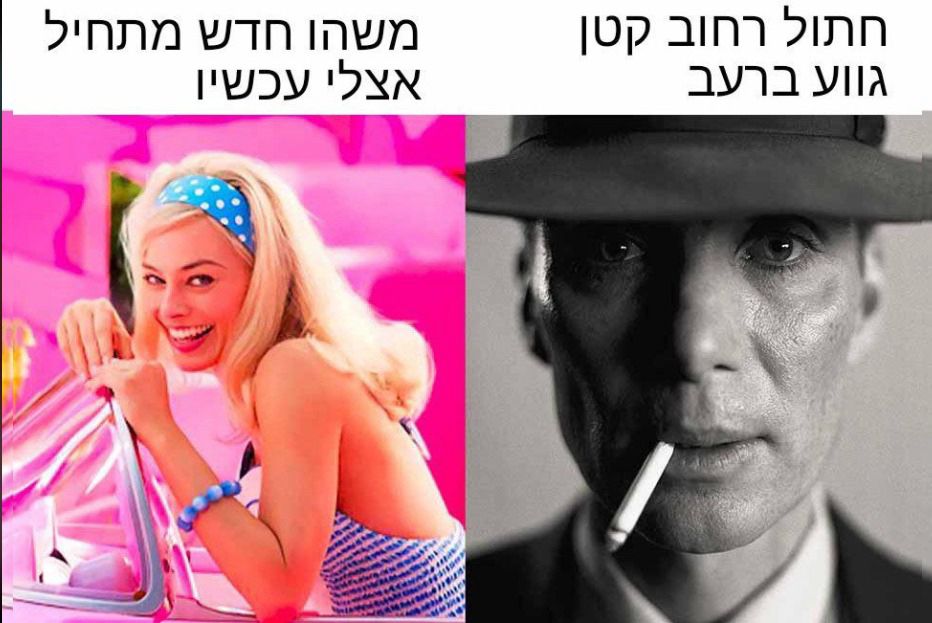 חתול רחוב קטן
גווע ברעב
משהו חדש מתחיל
אצלי עכשיו